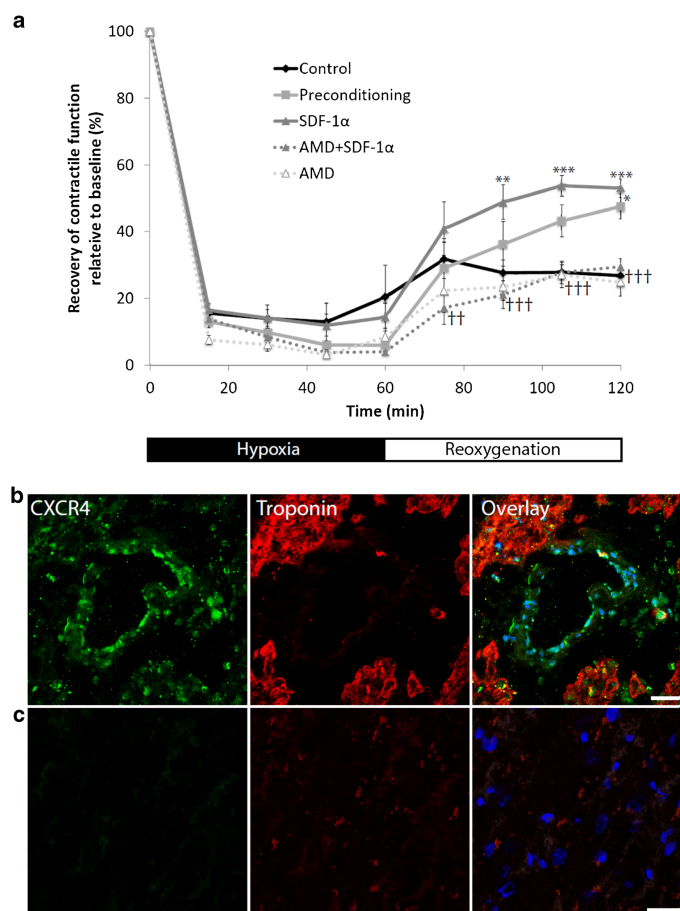 a
100
80
60
40
20
0
Recovery of contractile function
relateive to baseline (%)
Control
Preconditioning
SDF-1α
AMD+SDF-1α
AMD
**
***
***
*
††
†††
†††
†††
0
20
40
60
80
100
120
Time (min)
Hypoxia
Reoxygenation
b
CXCR4
Troponin
Overlay
c